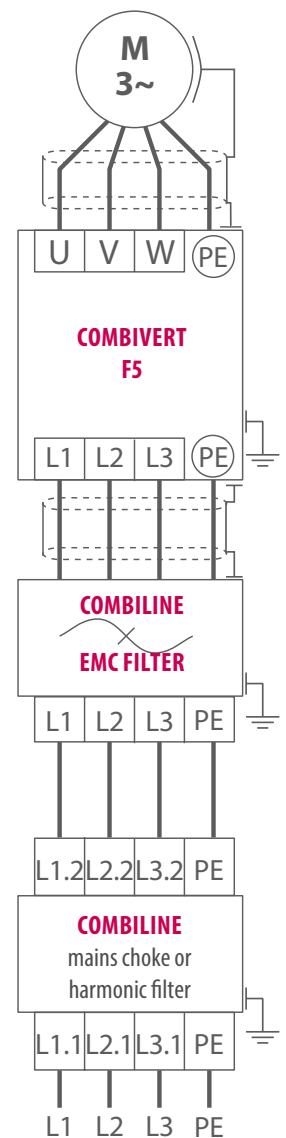 M
3~
U V W PE
COMBIVERT
F5
L1 L2 L3 PE
COMBILINE
EMC FILTER
L1 L2 L3 PE
L1.2 L2.2 L3.2 PE
COMBILINE
mains choke or
harmonic filter
L1.1 L2.1 L3.1 PE
L1 L2 L3 PE